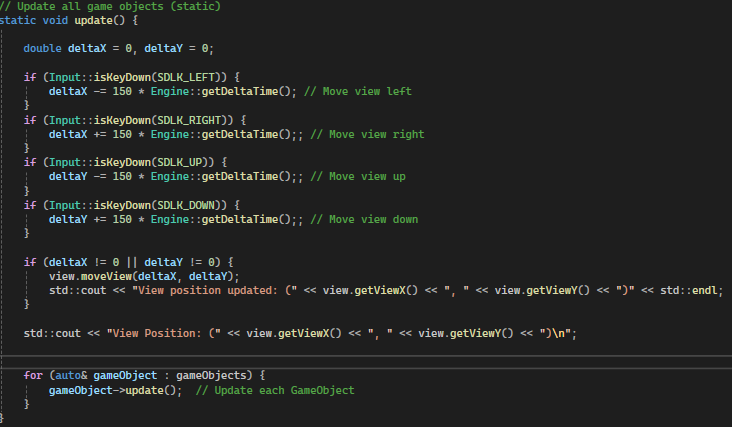 // Update all game objects (static)
static void update() {
double deltaX = 0, deltaY = 0;
if (Input::isKeyDown(SDLK_LEFT)) {
deltaX -= 150 * Engine::getDeltaTime(); // Move view left
}
if (Input::isKeyDown(SDLK_RIGHT)) {
deltaX += 150 * Engine::getDeltaTime();; // Move view right
}
if (Input::isKeyDown(SDLK_UP)) {
deltaY -= 150 * Engine::getDeltaTime();; // Move view up
}
if (Input::isKeyDown(SDLK_DOWN)) {
deltaY += 150 * Engine::getDeltaTime();; // Move view down
}
if (deltaX != 0 || deltaY != 0) {
view.moveView(deltaX, deltaY);
std::cout << "View position updated: (" << view.getViewX() << ", " << view.getViewY() << ")" << std::endl;
}
std::cout << "View Position: (" << view.getViewX() << ", " << view.getViewY() << ")\n";
for (auto& gameObject : gameObjects) {
gameObject->update();  // Update each GameObject
}
}